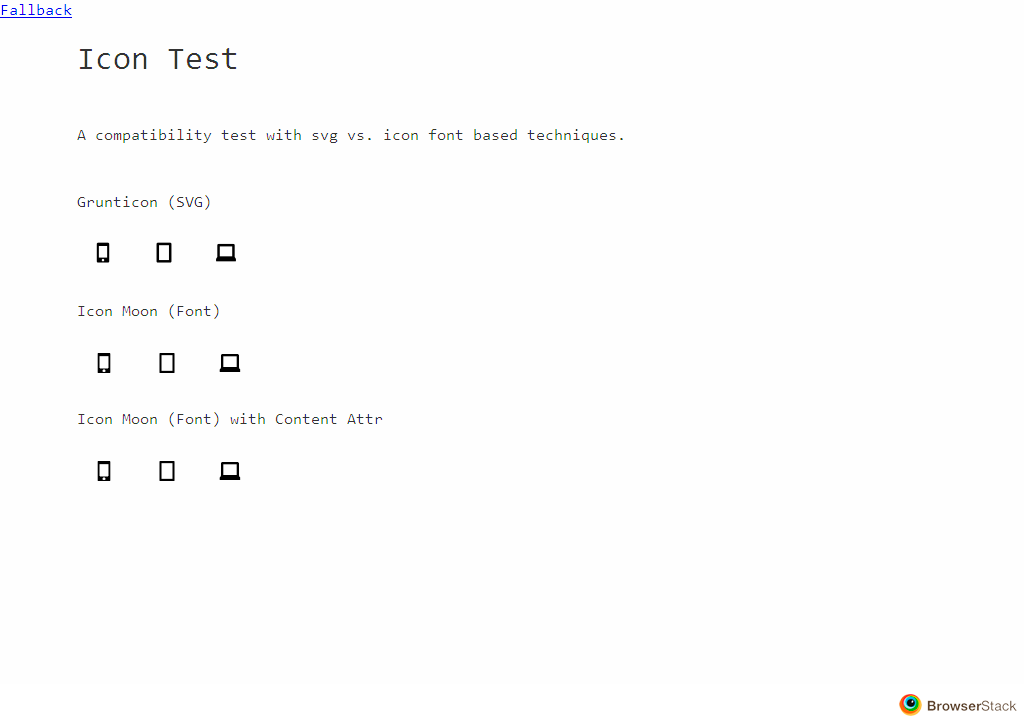 Fallback
Icon Test
A compatibility test with svg vs. icon font based techniques.
Grunticon (SVG)
Icon Moon (Font)
Icon Moon (Font) with Content Attr
BrowserStack